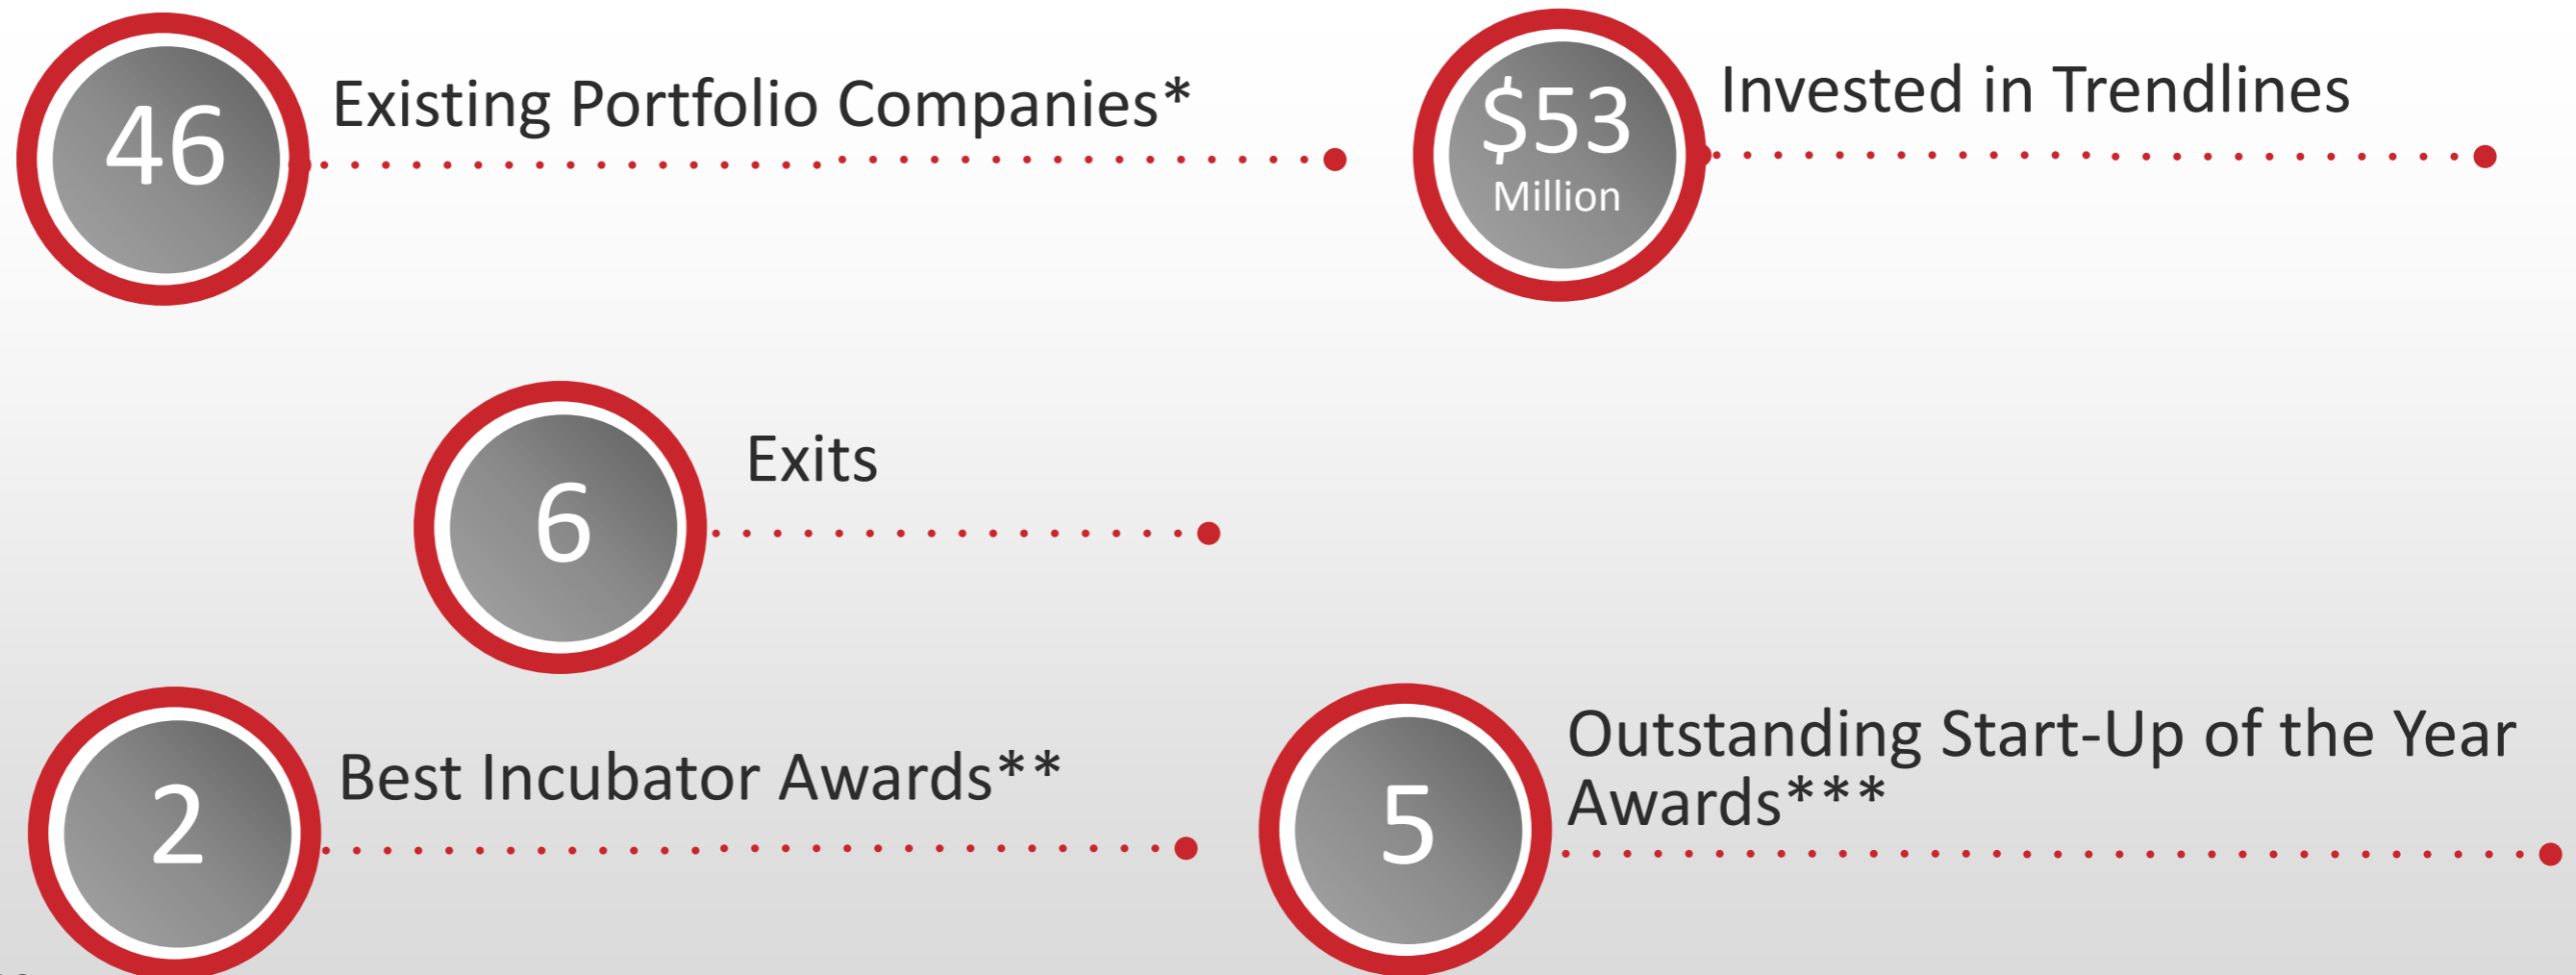 46
Existing Portfolio Companies*
$53
Million
Invested in Trendlines
6
Exits
2
Best Incubator Awards**
5
Outstanding Start-Up of the Year
Awards***